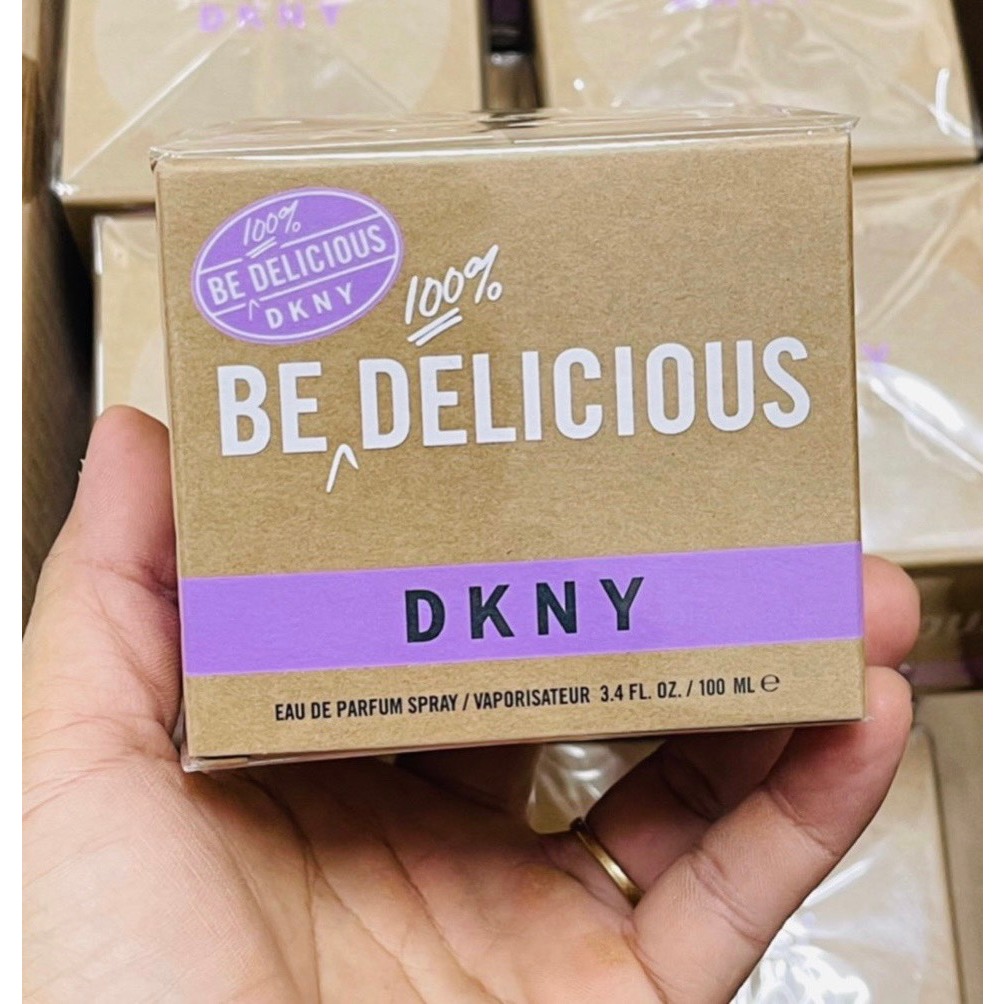 DKNY
100%
BE DELICIOUS
DKNY
100%
BE DELICIOUS
DKNY
EAU DE PARFUM SPRAY / VAPORISATEUR 3.4 FL. OZ. / 100 ML ℮